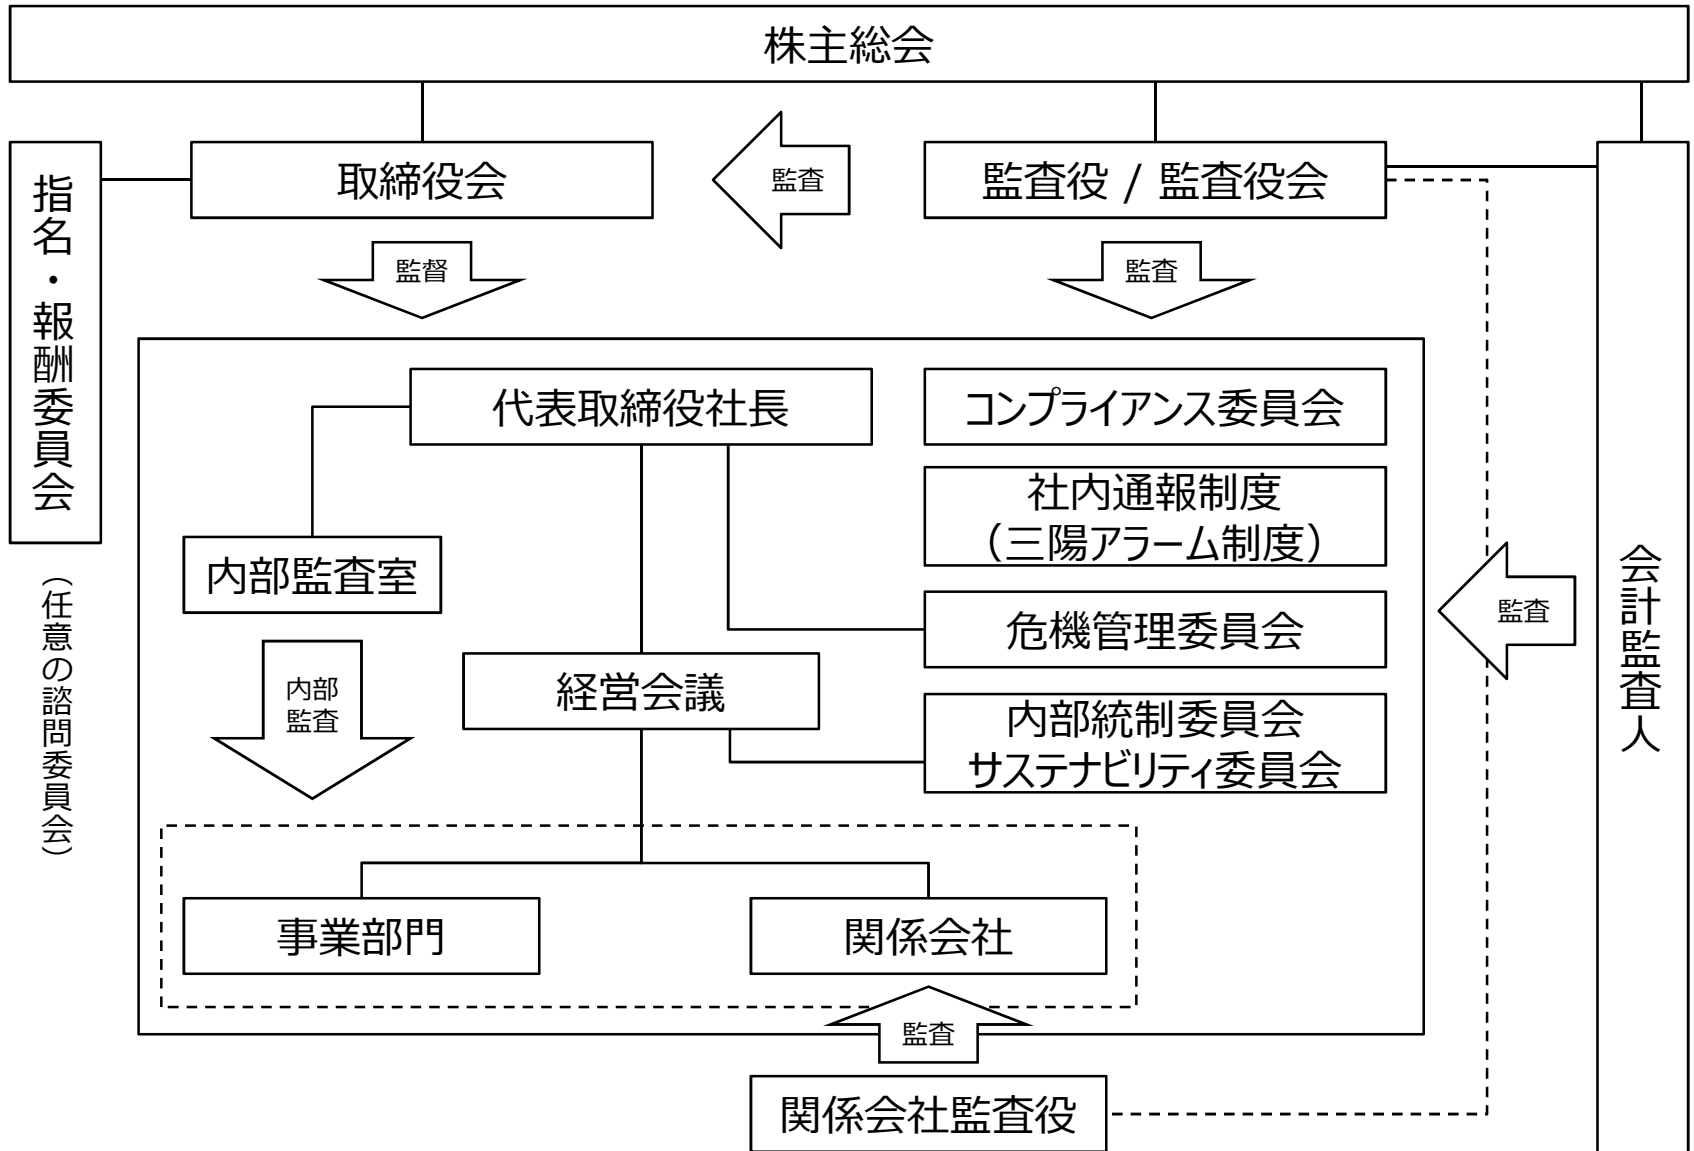 株主総会
指名・報酬委員会
（任意の諮問委員会）
取締役会
監査
監査役 / 監査役会
監督
監査
代表取締役社長
コンプライアンス委員会
社内通報制度
（三陽アラーム制度）
内部監査室
危機管理委員会
監査
会計監査人
内部
監査
経営会議
内部統制委員会
サステナビリティ委員会
事業部門
関係会社
監査
関係会社監査役